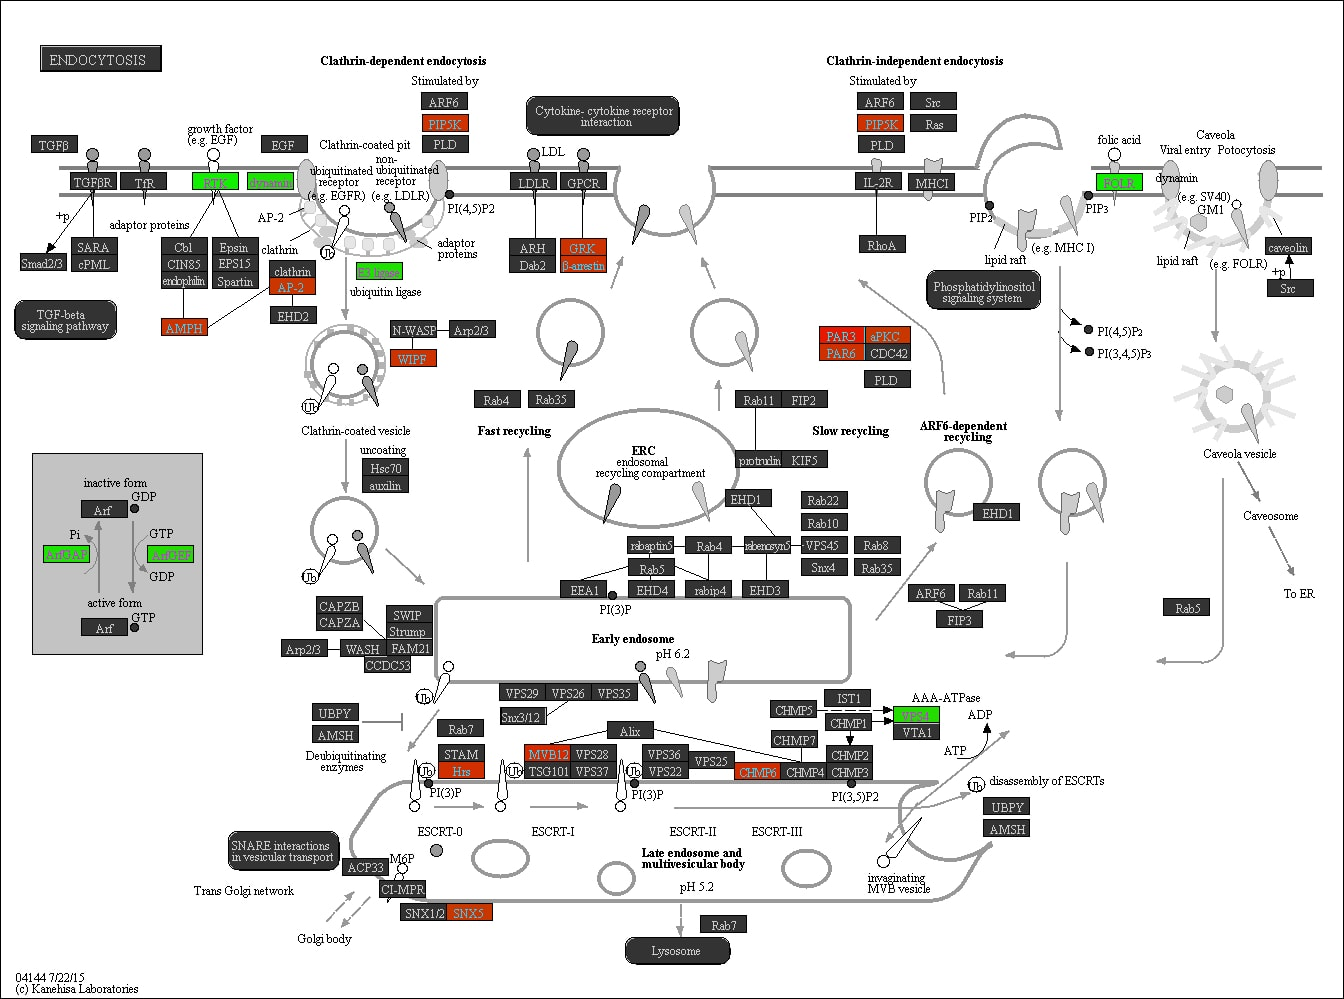 ENDOCYTOSIS
Clathrin-dependent endocytosis
Stimulated by
ARF6
PIP5K
PLD
Cytokine- cytokine receptor
interaction
Clathrin-independent endocytosis
Stimulated by
ARF6
Src
PIP5K
Ras
PLD
TGFβ
growth factor
(e.g. EGF)
EGF
Clathrin-coated pit
non-
ubiquitinated
receptor
(e.g. LDLR)
ubiquitinated
receptor
(e.g. EGFR)
LDL
folic acid
Caveola
Viral entry
Potocytosis
TGFβR
TfR
RTK
dynamin
LDLR
GPCR
IL-2R
MHCI
FOLR
dynamin
(e.g. SV40)
GM1
+p
adaptor proteins
AP-2
PI(4,5)P2
PIP2
PIP3
Smad2/3
SARA
cPML
Cbl
CIN85
endophilin
Epsin
EPS15
Spartin
clathrin
clathrin
AP-2
EHD2
AMPH
Ub
adaptor
proteins
E3 ligase
ubiquitin ligase
ARH
Dab2
GRK
β-arrestin
RhoA
lipid raft
(e.g. MHC I)
lipid raft
(e.g. FOLR)
caveolin
+p
Src
TGF-beta
signaling pathway
Phosphatidylinositol
signaling system
N-WASP
Arp2/3
WIPF
PAR3
aPKC
PAR6
CDC42
PLD
PI(4,5)P2
PI(3,4,5)P3
Ub
Clathrin-coated vesicle
uncoating
Hsc70
auxilin
Rab4
Rab35
Fast recycling
ERC
endosomal
recycling compartment
Rab11
FIP2
Slow recycling
protrudin
KIF5
ARF6-dependent
recycling
Caveola vesicle
Caveosome
To ER
inactive form
GDP
Arf
Pi
GTP
ArfGAP
ArfGEF
GDP
active form
GTP
Arf
Ub
EHD1
Rab22
Rab10
rabaptin5
Rab4
rabenosyn5
VPS45
Rab8
Rab5
Snx4
Rab35
EEA1
EHD4
rabip4
EHD3
PI(3)P
EHD1
ARF6
Rab11
FIP3
Rab5
CAPZB
CAPZA
SWIP
Strump
Arp2/3
WASH
FAM21
CCDC53
Early endosome
pH 6.2
Ub
VPS29
VPS26
VPS35
Snx3/12
UBPY
AMSH
Deubiquitinating
enzymes
Rab7
STAM
Hrs
Ub
PI(3)P
MVB12
VPS28
TSG101
VPS37
Ub
Alix
VPS36
VPS22
VPS25
Ub
PI(3)P
CHMP5
IST1
CHMP1
CHMP7
CHMP2
CHMP6
CHMP4
CHMP3
PI(3,5)P2
AAA-ATPase
VPS4
VTA1
ADP
ATP
Ub
disassembly of ESCRTs
UBPY
AMSH
ESCRT-0
ESCRT-I
ESCRT-II
ESCRT-III
SNARE interactions
in vesicular transport
ACP33
M6P
CI-MPR
Late endosome and
multivesicular body
pH 5.2
invaginating
MVB vesicle
Trans Golgi network
SNX1/2
SNX5
Golgi body
Rab7
Lysosome
04144 7/22/15
(c) Kanehisa Laboratories